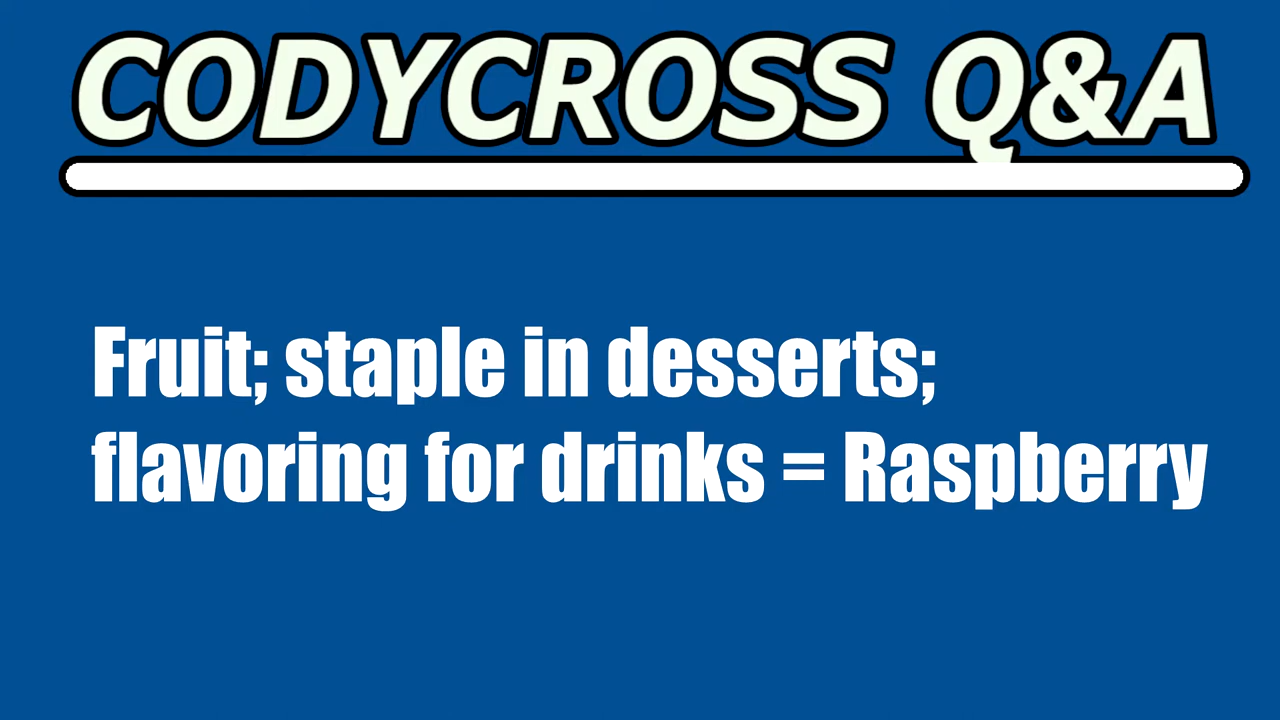 CODYCROSS Q&A
Fruit; staple in desserts;
flavoring for drinks = Raspberry